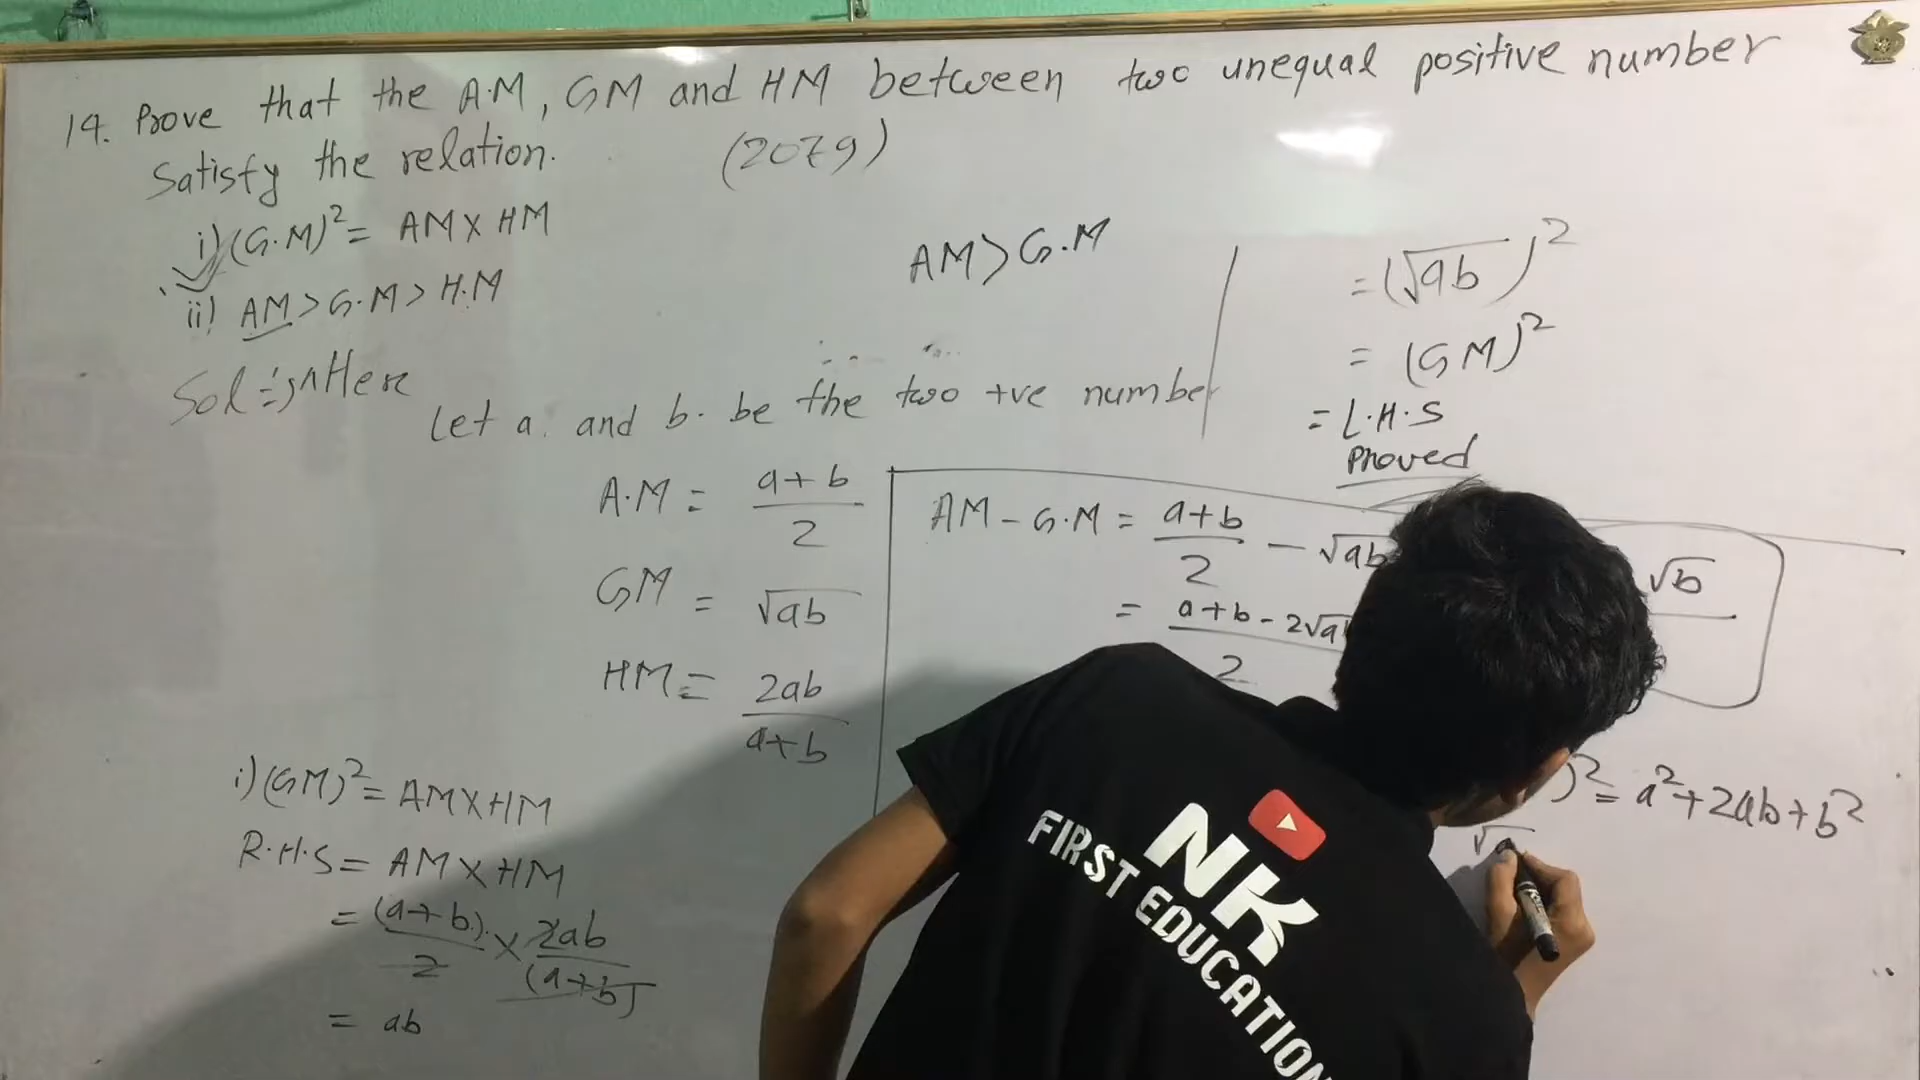 14. Prove that the A.M, GM and HM between two unequal positive number
Satisfy the relation. (2079)
i) (G.M)² = AM X HM
ii) AM > G.M > H.M
AM > G.M
Here
Let a and b. be the two +ve number
A.M = a+b / 2
GM = √ab
HM = 2ab / a+b
i) (GM)² = AM X HM
R.H.S = AM X HM
= (a+b) / 2 X 2ab / (a+b)
= ab
= (√ab)²
= (GM)²
= L.H.S
Proved
AM - G.M = a+b / 2 - √ab
= a+b - 2√a / 2
√b
)² = a² + 2ab + b²
NK
FIRST EDUCATION